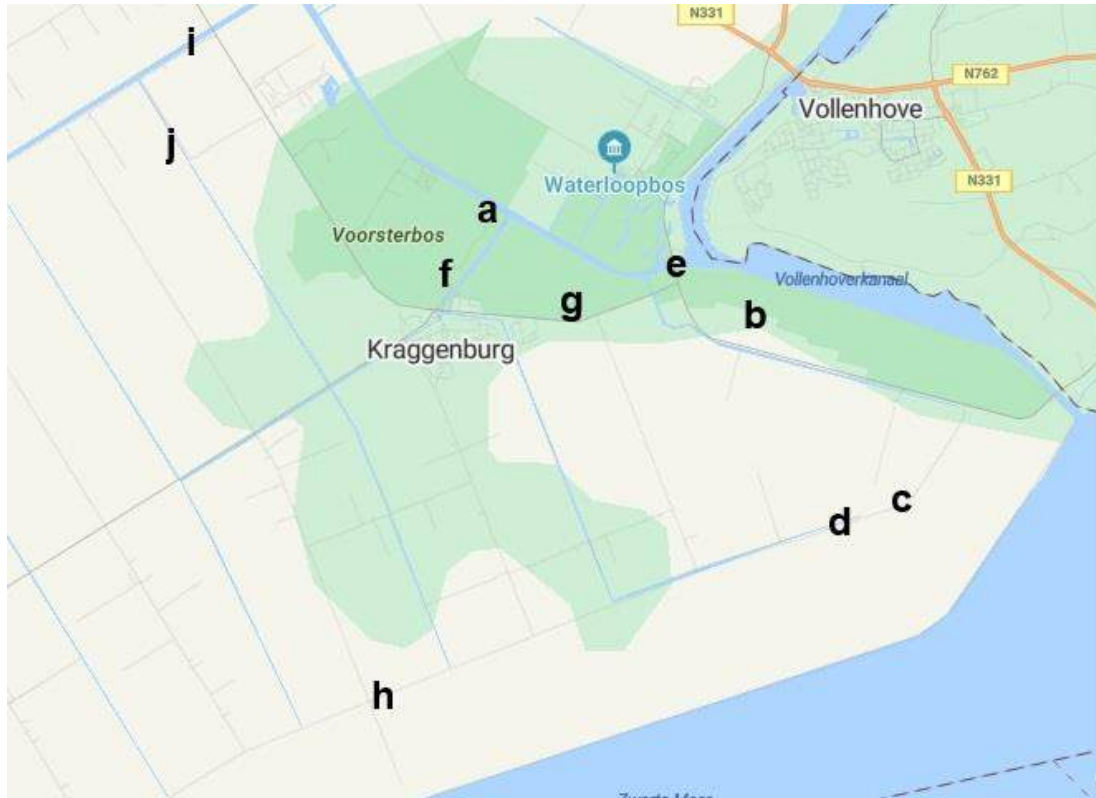 N331
i
N762
Vollenhove
j
Waterloopbos
N331
a
Voorsterbos
e
f
Vollenhoverkanaal
g
b
Kraggenburg
c
d
h